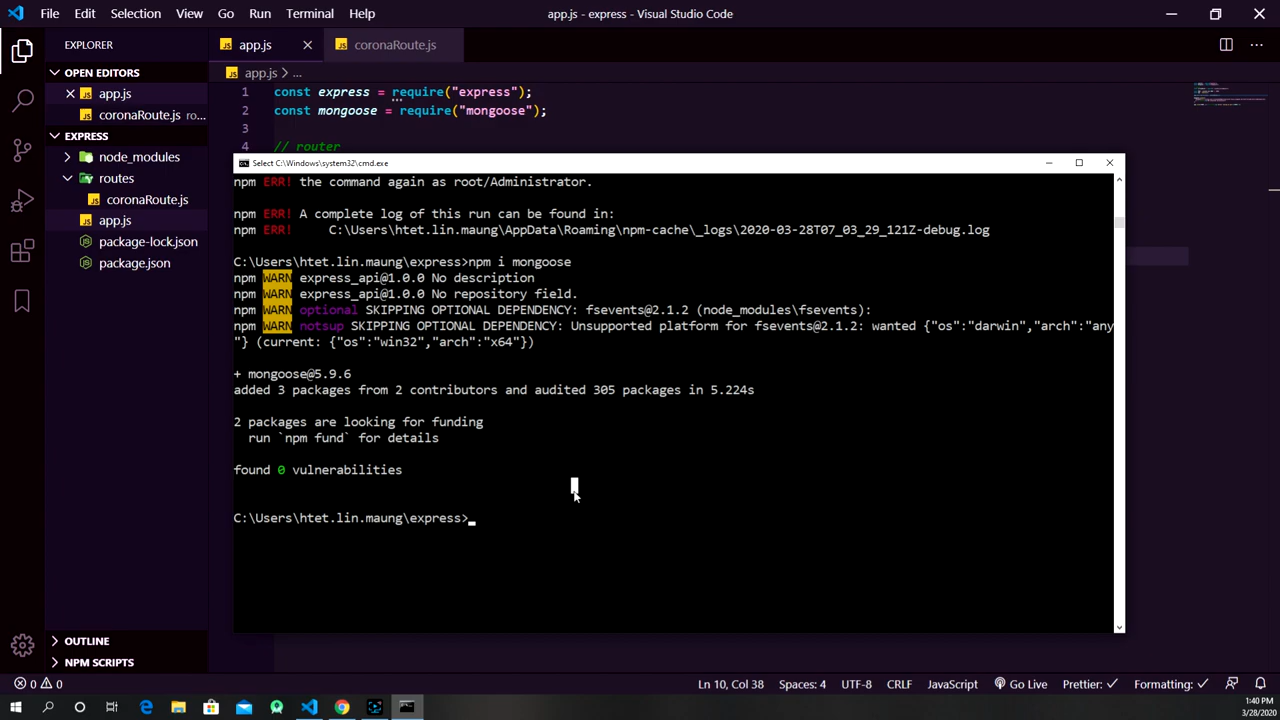 File Edit Selection View Go Run Terminal Help
app.js - express - Visual Studio Code
EXPLORER
app.js
coronaRoute.js
OPEN EDITORS
app.js
coronaRoute.js ro...
EXPRESS
node_modules
routes
coronaRoute.js
app.js
package-lock.json
package.json
OUTLINE
NPM SCRIPTS
app.js > ...
1 const express = require("express");
2 const mongoose = require("mongoose");
3
4 // router
Select C:\Windows\system32\cmd.exe
npm ERR! the command again as root/Administrator.
npm ERR! A complete log of this run can be found in:
npm ERR!     C:\Users\htet.lin.maung\AppData\Roaming\npm-cache\_logs\2020-03-28T07_03_29_121Z-debug.log
C:\Users\htet.lin.maung\express>npm i mongoose
npm WARN express_api@1.0.0 No description
npm WARN express_api@1.0.0 No repository field.
npm WARN optional SKIPPING OPTIONAL DEPENDENCY: fsevents@2.1.2 (node_modules\fsevents):
npm WARN notsup SKIPPING OPTIONAL DEPENDENCY: Unsupported platform for fsevents@2.1.2: wanted {"os":"darwin","arch":"any
"} (current: {"os":"win32","arch":"x64"})
+ mongoose@5.9.6
added 3 packages from 2 contributors and audited 305 packages in 5.224s
2 packages are looking for funding
run `npm fund` for details
found 0 vulnerabilities
C:\Users\htet.lin.maung\express>
0 0
Ln 10, Col 38 Spaces: 4 UTF-8 CRLF JavaScript Go Live Prettier: ✓ Formatting: ✓
1:40 PM
3/28/2020